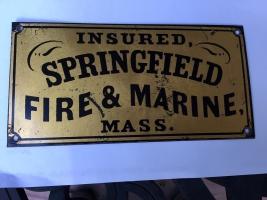 INSURED,
SPRINGFIELD
FIRE & MARINE,
MASS.